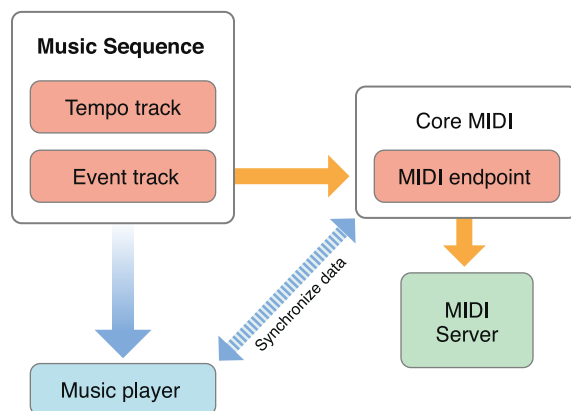 Music Sequence
Tempo track
Event track
Core MIDI
MIDI endpoint
Synchronize data
MIDI
Server
Music player